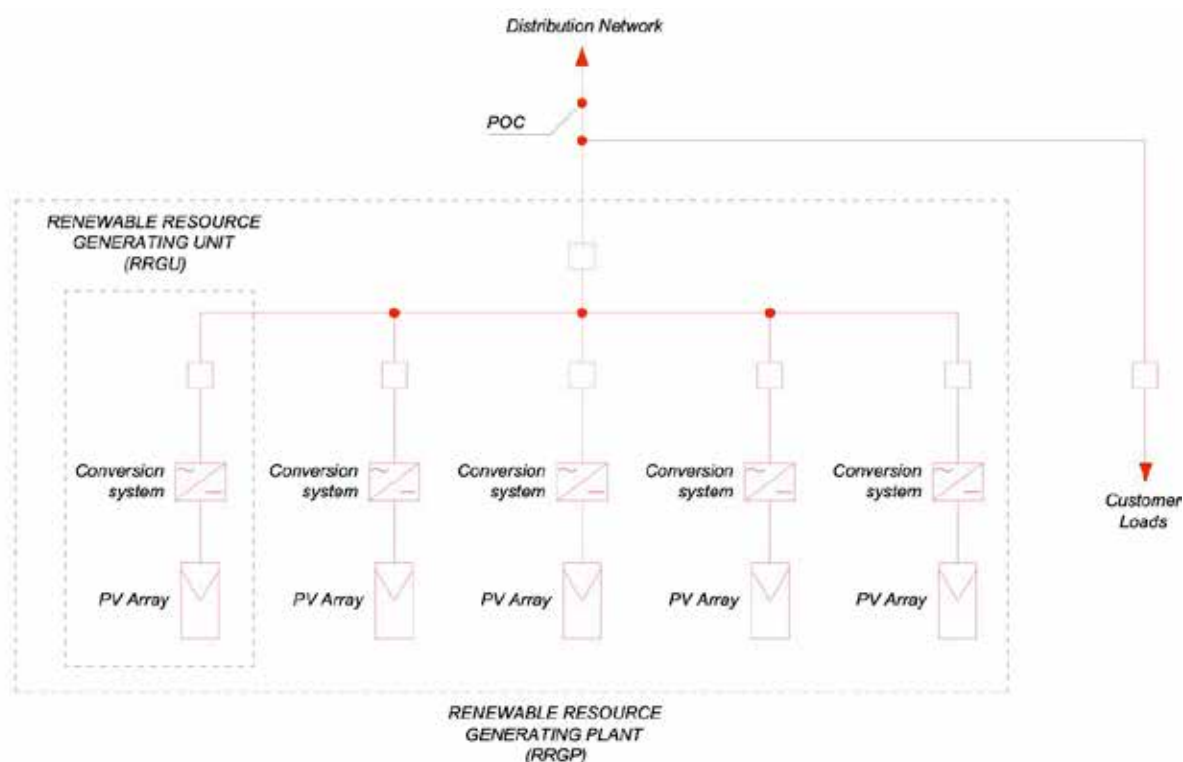 Distribution Network
POC
RENEWABLE RESOURCE
GENERATING UNIT
(RRGU)
Conversion
system
Conversion
system
Conversion
system
Conversion
system
Conversion
system
Customer
Loads
PV Array
PV Array
PV Array
PV Array
PV Array
RENEWABLE RESOURCE
GENERATING PLANT
(RRGP)